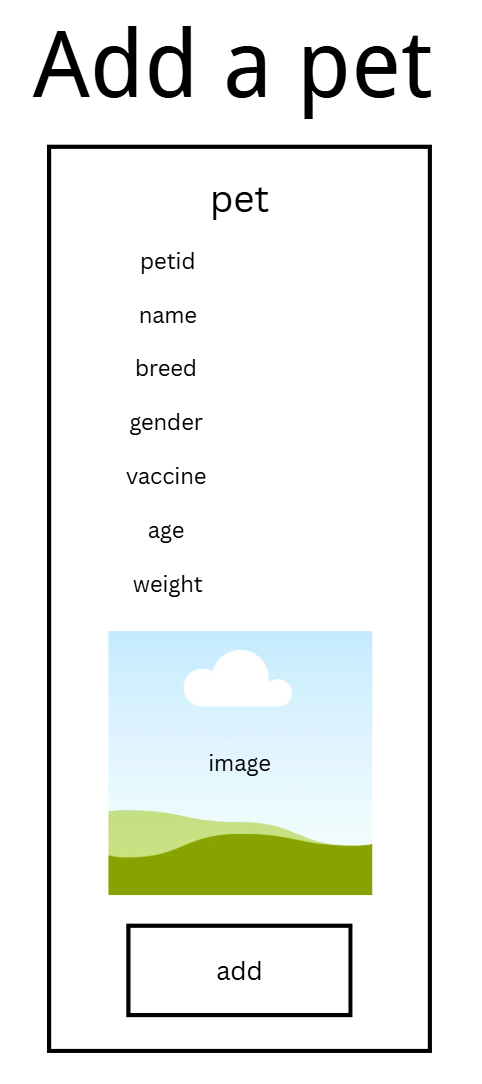 Add a pet
pet
petid
name
breed
gender
vaccine
age
weight
image
add